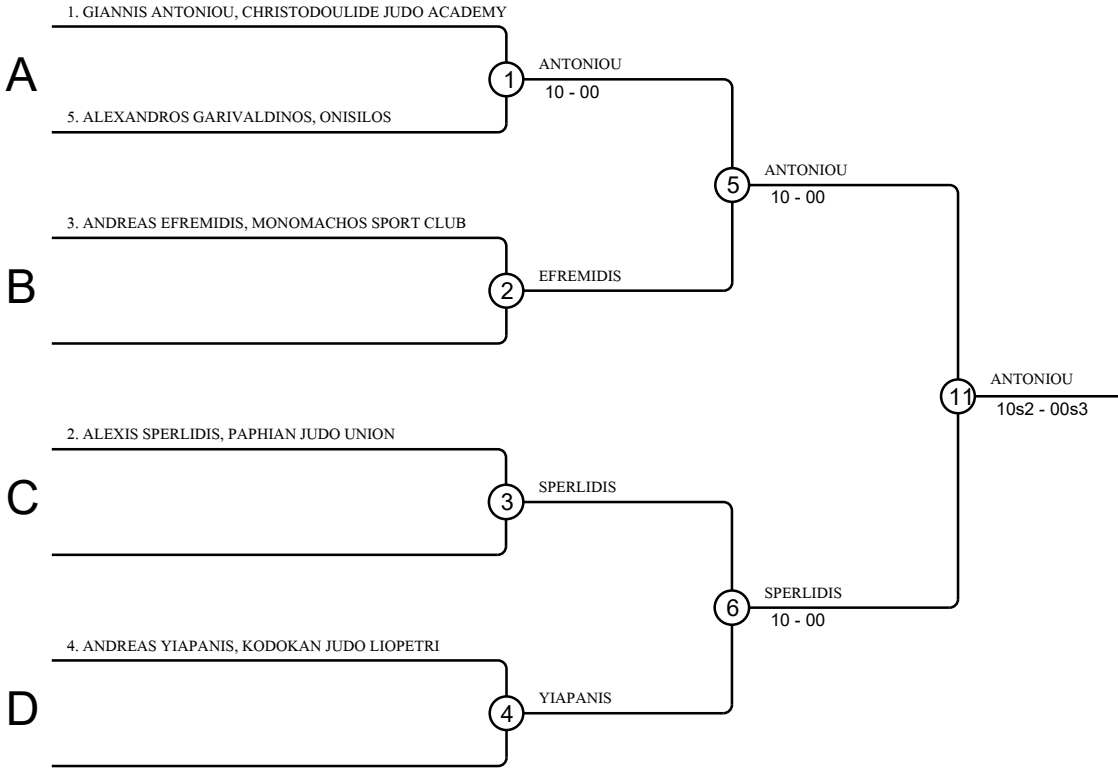 1. GIANNIS ANTONIOU, CHRISTODOULIDE JUDO ACADEMY
A
1
ANTONIOU
10 - 00
5. ALEXANDROS GARIVALDINOS, ONISILOS
5
ANTONIOU
10 - 00
3. ANDREAS EFREMIDIS, MONOMACHOS SPORT CLUB
B
2
EFREMIDIS
11
ANTONIOU
10s2 - 00s3
2. ALEXIS SPERLIDIS, PAPHIAN JUDO UNION
C
3
SPERLIDIS
6
SPERLIDIS
10 - 00
4. ANDREAS YIAPANIS, KODOKAN JUDO LIOPETRI
D
4
YIAPANIS